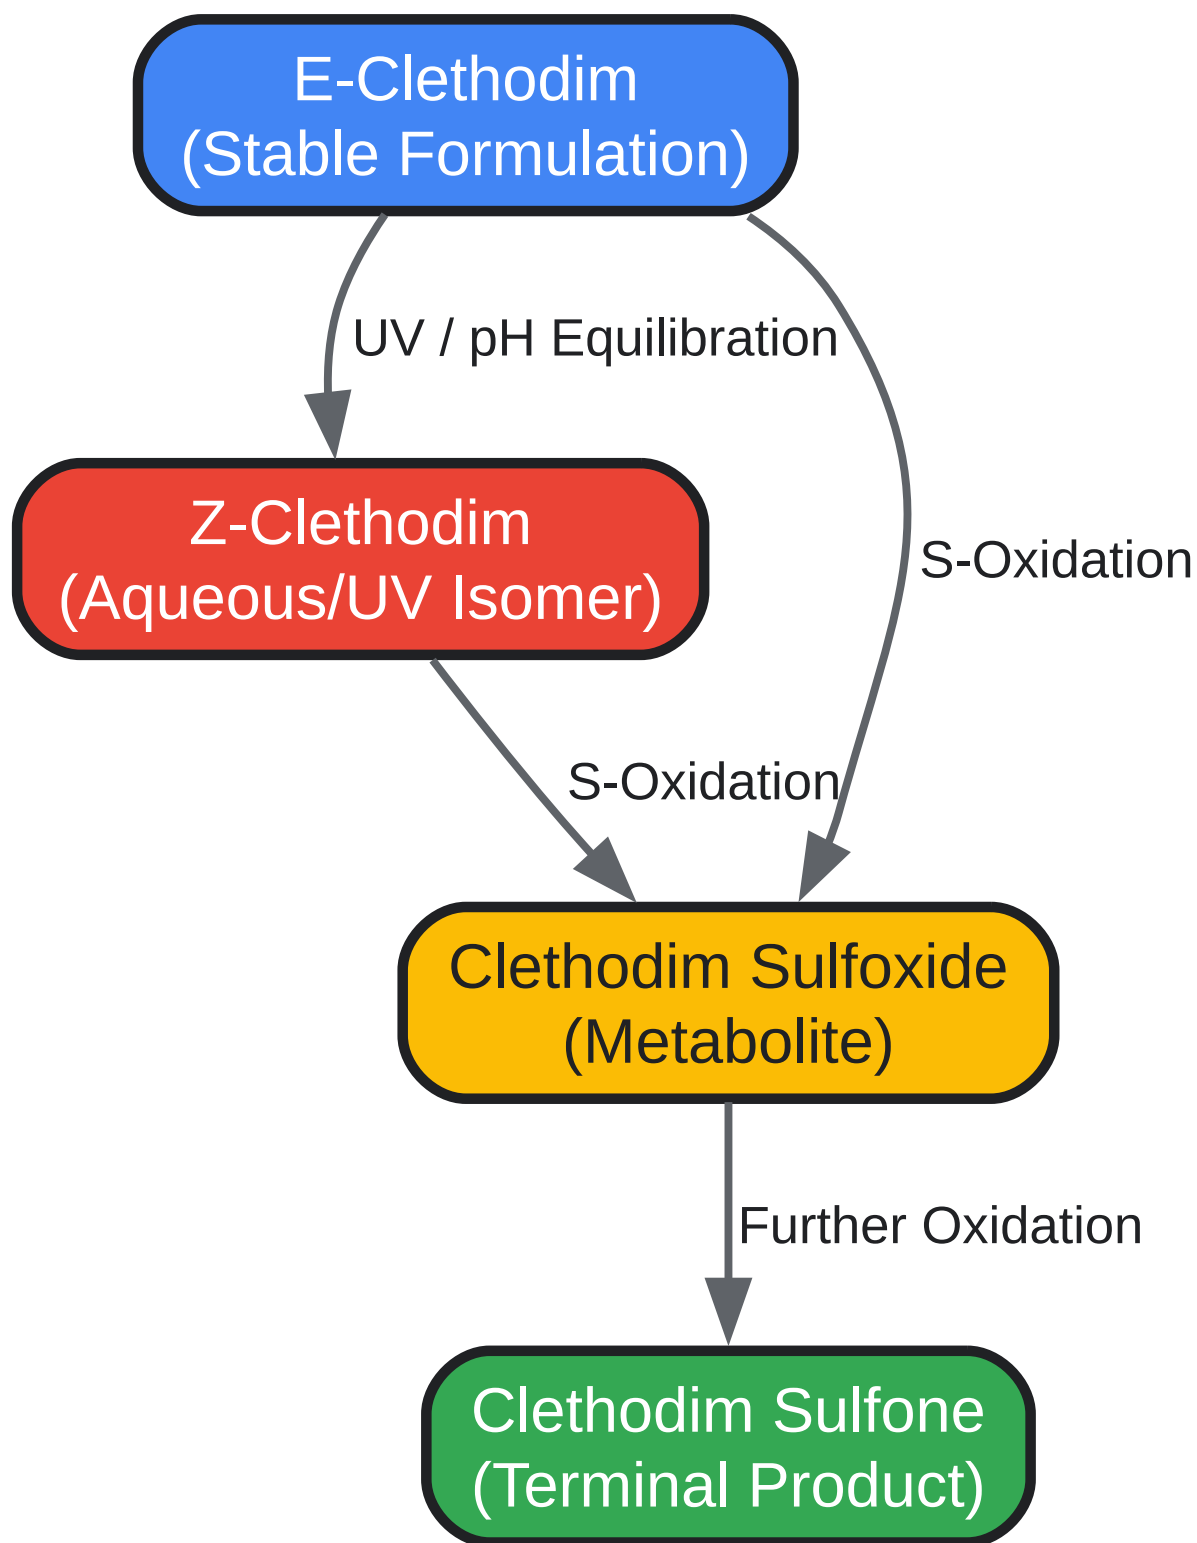 E-Clethodim
(Stable Formulation)
UV / pH Equilibration
Z-Clethodim
(Aqueous/UV Isomer)
S-Oxidation
S-Oxidation
Clethodim Sulfoxide
(Metabolite)
Further Oxidation
Clethodim Sulfone
(Terminal Product)